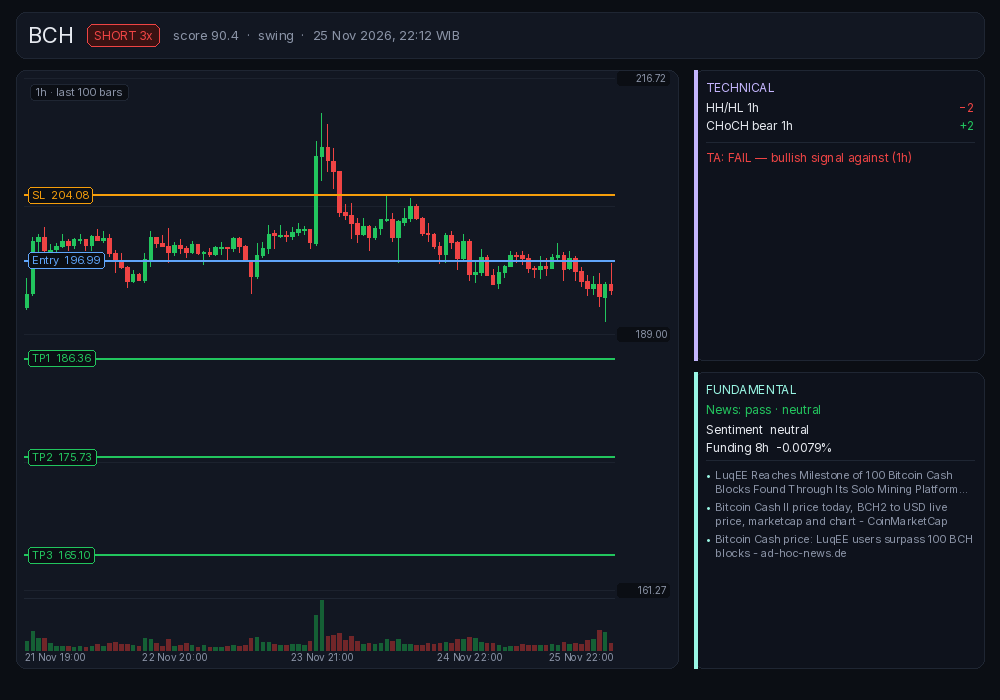 BCH SHORT 3x score 90.4 · swing · 25 Nov 2026, 22:12 WIB
1h · last 100 bars
216.72
SL 204.08
Entry 196.99
189.00
TP1 186.36
TP2 175.73
TP3 165.10
161.27
21 Nov 19:00 22 Nov 20:00 23 Nov 21:00 24 Nov 22:00 25 Nov 22:00
TECHNICAL
HH/HL 1h −2
CHoCH bear 1h +2
TA: FAIL — bullish signal against (1h)
FUNDAMENTAL
News: pass · neutral
Sentiment neutral
Funding 8h -0.0079%
• LuqEE Reaches Milestone of 100 Bitcoin Cash
Blocks Found Through Its Solo Mining Platform...
• Bitcoin Cash II price today, BCH2 to USD live
price, marketcap and chart - CoinMarketCap
• Bitcoin Cash price: LuqEE users surpass 100 BCH
blocks - ad-hoc-news.de